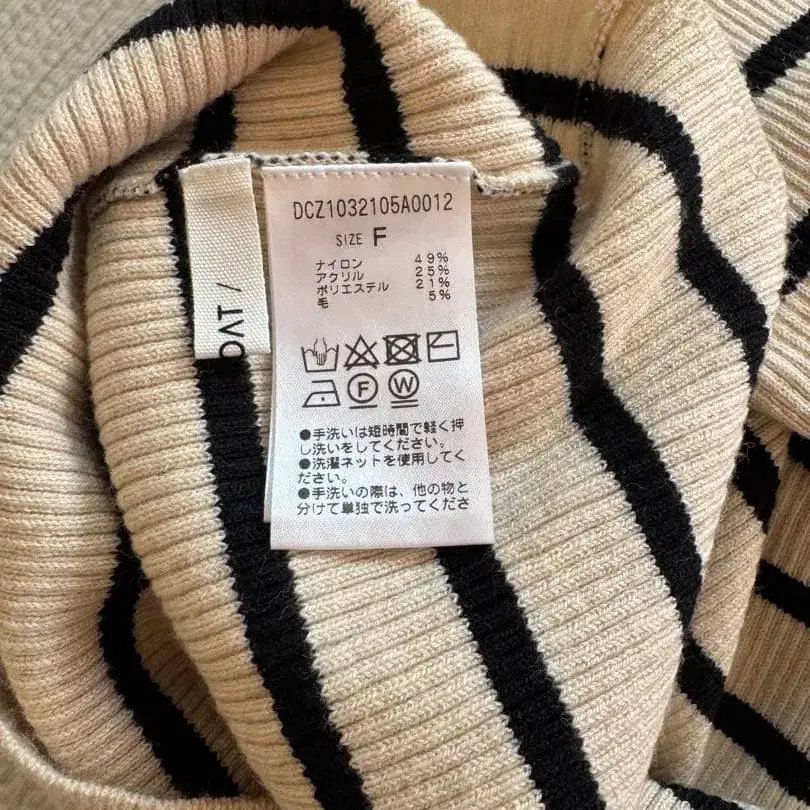 DCZ1032105A0012
SIZE F
ナイロン 49%
アクリル 25%
ポリエステル 21%
毛 5%
F W
●手洗いは短時間で軽く押
し洗いをしてください。
●洗濯ネットを使用してく
ださい。
●手洗いの際は、他の物と
分けて単独で洗ってくださ
OAT /